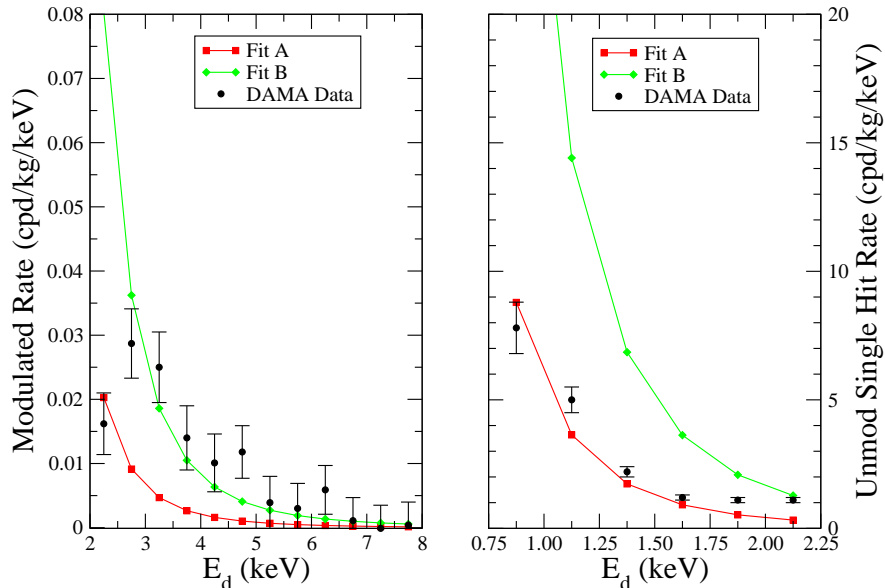 Modulated Rate (cpd/kg/keV)
0.08
0.07
0.06
0.05
0.04
0.03
0.02
0.01
0
2 3 4 5 6 7 8
E_d (keV)
Fit A
Fit B
DAMA Data
Fit A
Fit B
DAMA Data
0.75 1.00 1.25 1.50 1.75 2.00 2.25
E_d (keV)
20
15
10
5
0
Unmod Single Hit Rate (cpd/kg/keV)